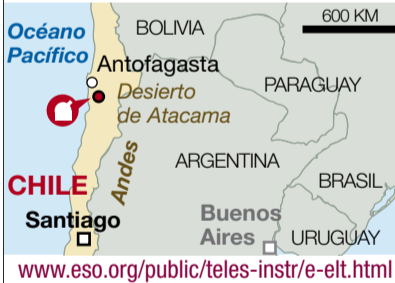 BOLIVIA
600 KM
Océano
Pacífico
Antofagasta
PARAGUAY
Desierto
de Atacama
Andes
ARGENTINA
CHILE
BRASIL
Santiago
Buenos
Aires
URUGUAY
www.eso.org/public/teles-instr/e-elt.html